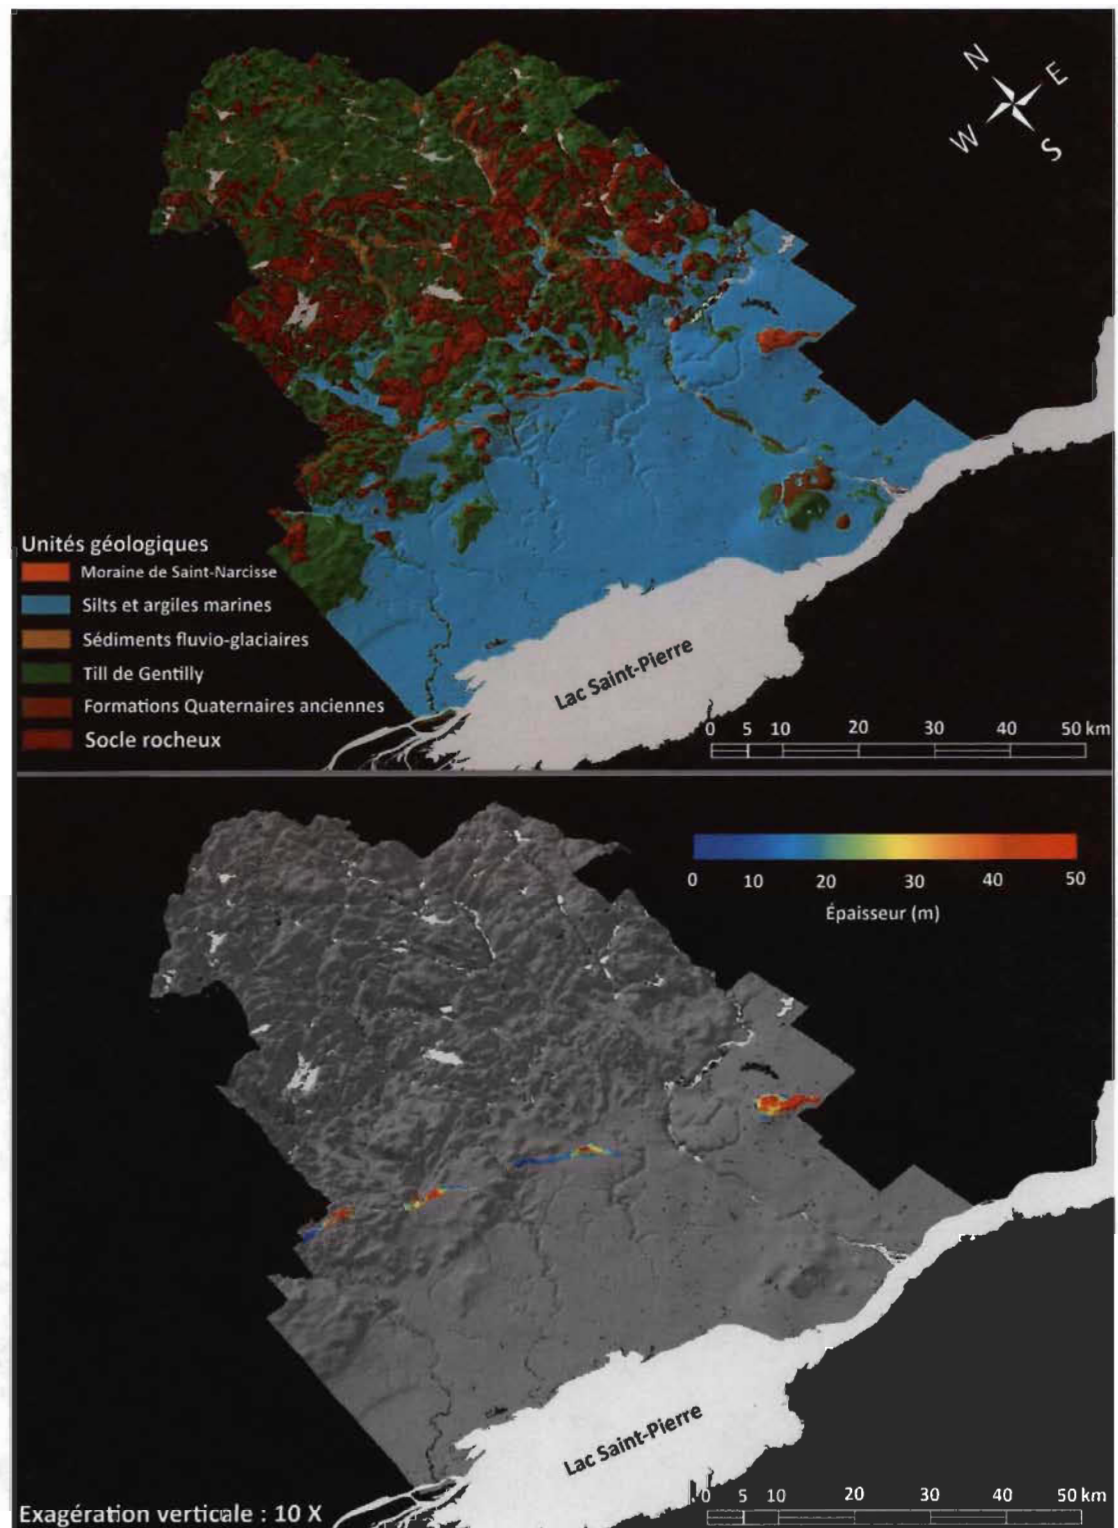 N
E
W
S
Unités géologiques
Moraine de Saint-Narcisse
Silts et argiles marines
Sédiments fluvio-glaciaires
Till de Gentilly
Formations Quaternaires anciennes
Socle rocheux
Lac Saint-Pierre
0 5 10 20 30 40 50 km
0 10 20 30 40 50
Épaisseur (m)
Lac Saint-Pierre
Exagération verticale : 10 X
0 5 10 20 30 40 50 km